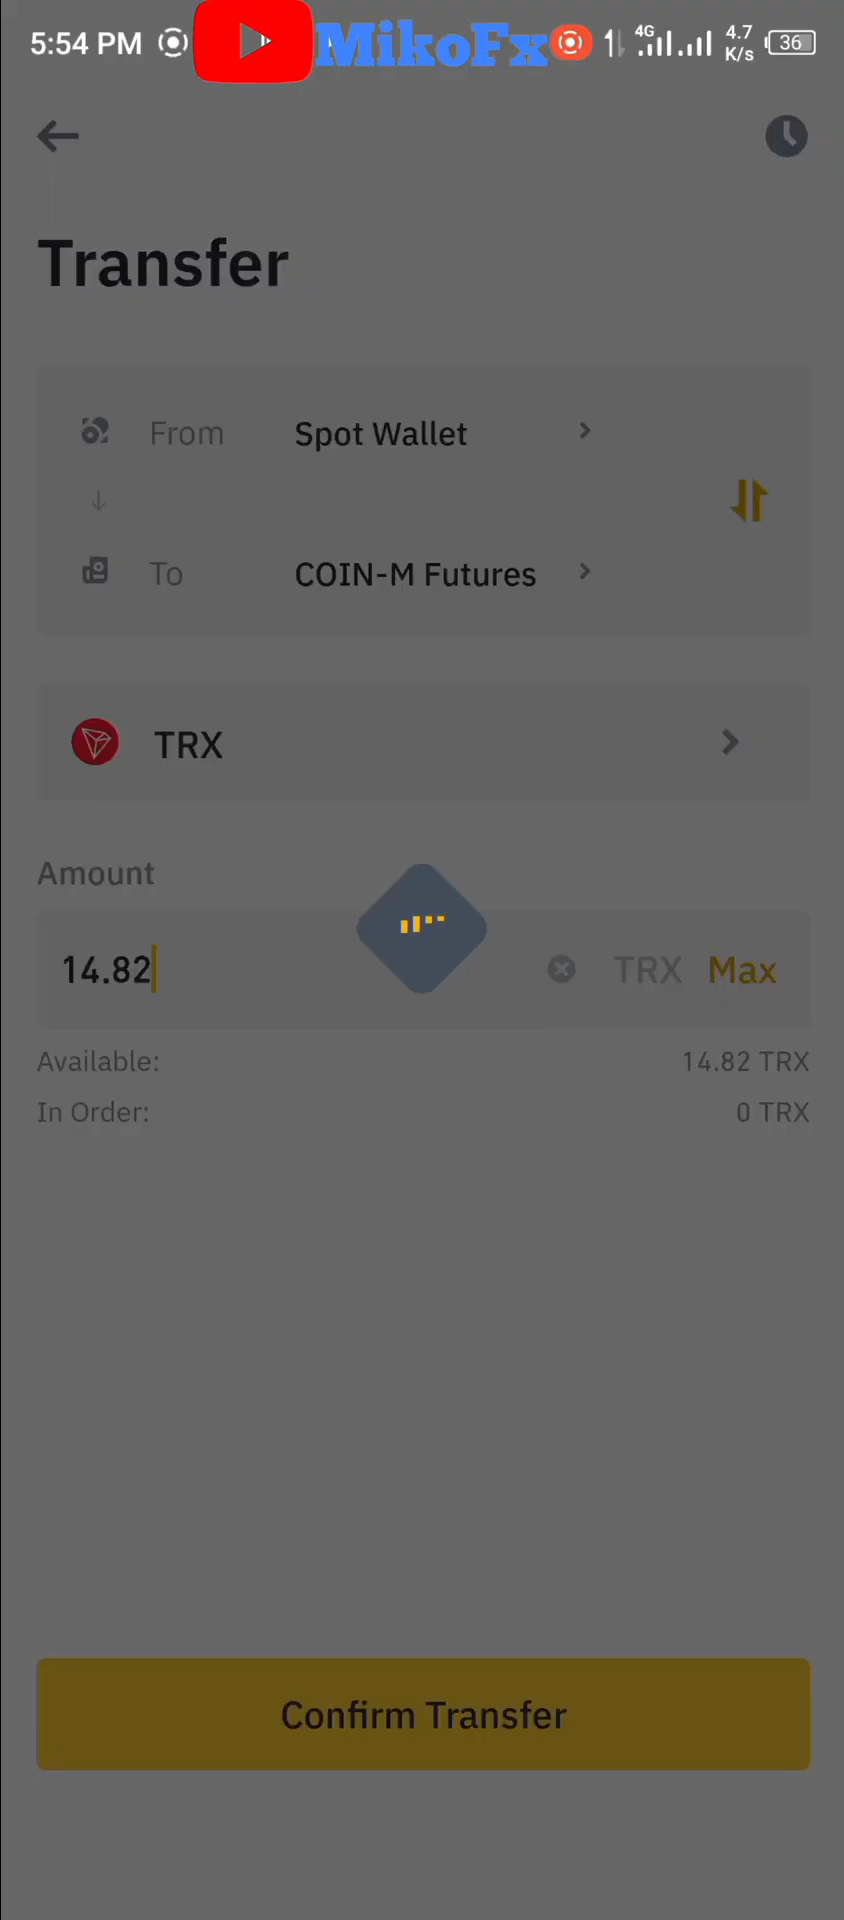 5:54 PM MikoFx 4G 4.7 K/s 36
Transfer
From Spot Wallet
To COIN-M Futures
TRX
Amount
14.82 TRX Max
Available: 14.82 TRX
In Order: 0 TRX
Confirm Transfer